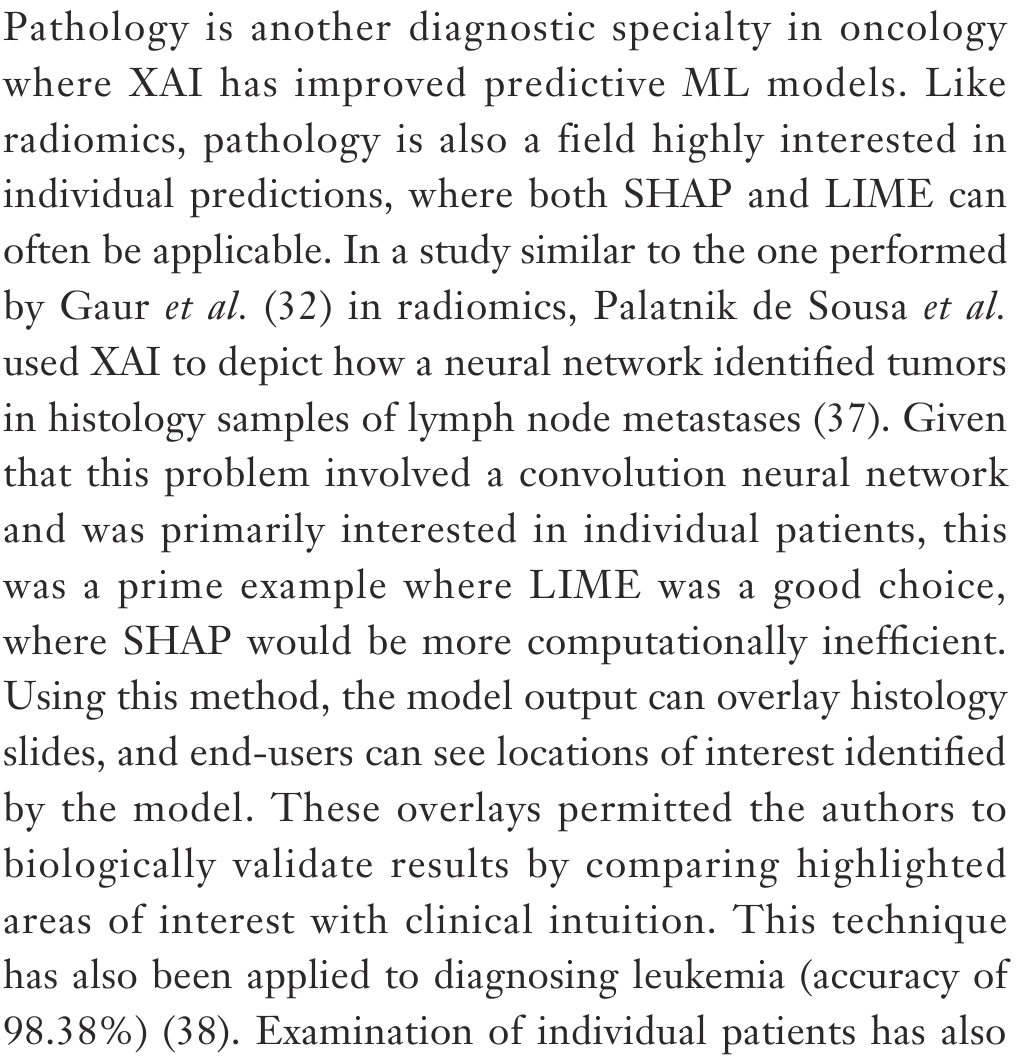 Pathology is another diagnostic specialty in oncology
where XAI has improved predictive ML models. Like
radiomics, pathology is also a field highly interested in
individual predictions, where both SHAP and LIME can
often be applicable. In a study similar to the one performed
by Gaur et al. (32) in radiomics, Palatnik de Sousa et al.
used XAI to depict how a neural network identified tumors
in histology samples of lymph node metastases (37). Given
that this problem involved a convolution neural network
and was primarily interested in individual patients, this
was a prime example where LIME was a good choice,
where SHAP would be more computationally inefficient.
Using this method, the model output can overlay histology
slides, and end-users can see locations of interest identified
by the model. These overlays permitted the authors to
biologically validate results by comparing highlighted
areas of interest with clinical intuition. This technique
has also been applied to diagnosing leukemia (accuracy of
98.38%) (38). Examination of individual patients has also